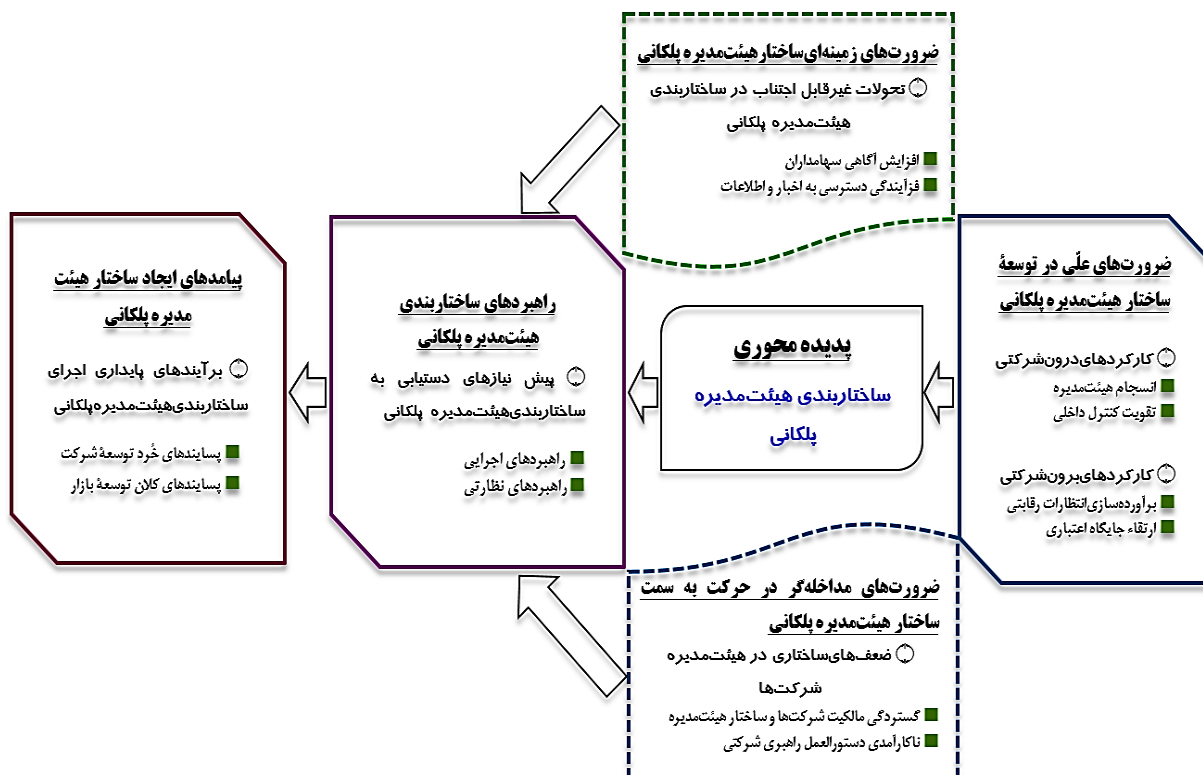 ضرورت‌های زمینه‌ای ساختار هیئت‌مدیره پلکانی
تحولات غیرقابل اجتناب در ساختاربندی
هیئت‌مدیره پلکانی
افزایش آگاهی سهامداران
فزآیندگی دسترسی به اخبار و اطلاعات
ضرورت‌های علّی در توسعۀ
ساختار هیئت‌مدیره پلکانی
کارکردهای درون‌شرکتی
انسجام هیئت‌مدیره
تقویت کنترل داخلی
کارکردهای برون‌شرکتی
برآورده‌سازی انتظارات رقابتی
ارتقاء جایگاه اعتباری
پدیده محوری
ساختاربندی هیئت‌مدیره
پلکانی
راهبردهای ساختاربندی
هیئت‌مدیره پلکانی
پیش نیازهای دستیابی به
ساختاربندی هیئت‌مدیره پلکانی
راهبردهای اجرایی
راهبردهای نظارتی
پیامدهای ایجاد ساختار هیئت
مدیره پلکانی
برآیندهای پایداری اجرای
ساختاربندی هیئت‌مدیره پلکانی
پسایندهای خُرد توسعۀ شرکت
پسایندهای کلان توسعۀ بازار
ضرورت‌های مداخله‌گر در حرکت به سمت
ساختار هیئت‌مدیره پلکانی
ضعف‌های ساختاری در هیئت‌مدیره
شرکت‌ها
گستردگی مالکیت شرکت‌ها و ساختار هیئت‌مدیره
ناکارآمدی دستورالعمل راهبری شرکتی